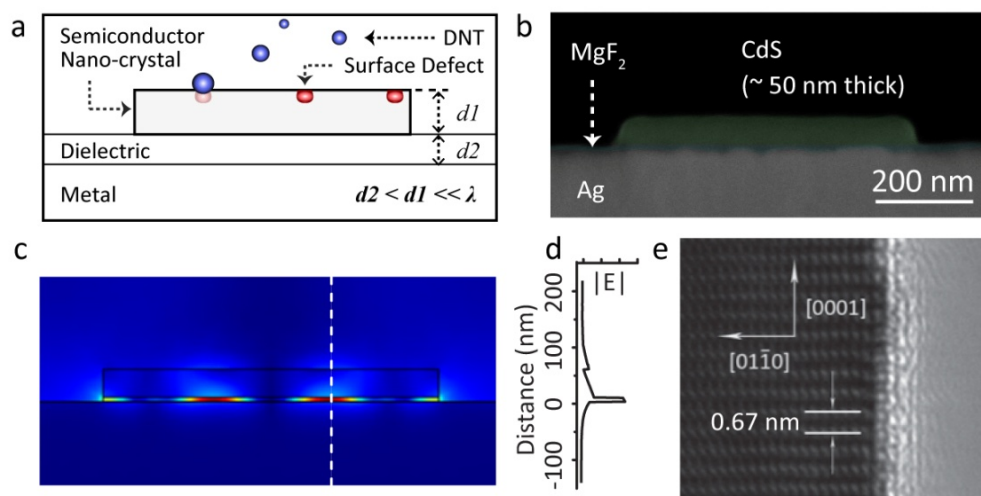 a
Semiconductor
Nano-crystal
DNT
Surface Defect
d1
Dielectric
d2
Metal
d2 < d1 << λ
b
MgF₂
CdS
(~ 50 nm thick)
Ag
200 nm
c
d
|E|
200
100
0
-100
Distance (nm)
e
[0001]
[011̅0]
0.67 nm